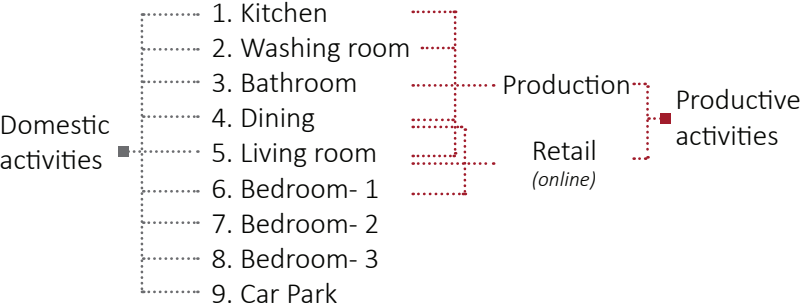 Domestic
activities
1. Kitchen
2. Washing room
3. Bathroom
4. Dining
5. Living room
6. Bedroom- 1
7. Bedroom- 2
8. Bedroom- 3
9. Car Park
Production
Retail
(online)
Productive
activities